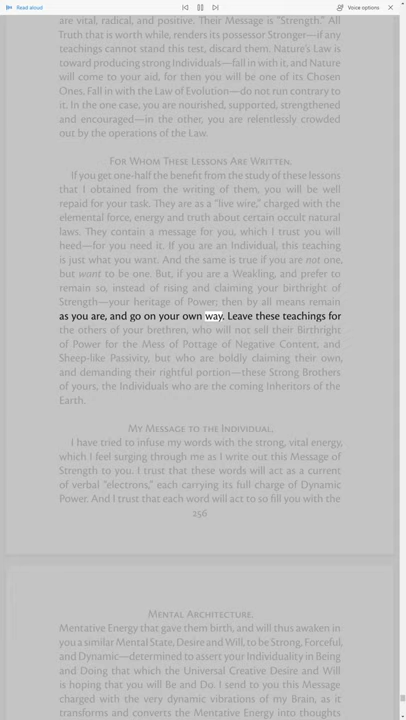 Read aloud
Voice options
are vital, radical, and positive. Their Message is "Strength." All
Truth that is worth while, renders its possessor Stronger—if any
teachings cannot stand this test, discard them. Nature's Law is
toward producing strong Individuals—fall in with it, and Nature
will come to your aid, for then you will be one of its Chosen
Ones. Fall in with the Law of Evolution—do not run contrary to
it. In the one case, you are nourished, supported, strengthened
and encouraged—in the other, you are relentlessly crowded
out by the operations of the Law.
For Whom These Lessons Are Written.
If you get one-half the benefit from the study of these lessons
that I obtained from the writing of them, you will be well
repaid for your task. They are as a "live wire," charged with the
elemental force, energy and truth about certain occult natural
laws. They contain a message for you, which I trust you will
heed—for you need it. If you are an Individual, this teaching
is just what you want. And the same is true if you are not one,
but want to be one. But, if you are a Weakling, and prefer to
remain so, instead of rising and claiming your birthright of
Strength—your heritage of Power; then by all means remain
as you are, and go on your own way. Leave these teachings for
the others of your brethren, who will not sell their Birthright
of Power for the Mess of Pottage of Negative Content, and
Sheep-like Passivity, but who are boldly claiming their own,
and demanding their rightful portion—these Strong Brothers
of yours, the Individuals who are the coming Inheritors of the
Earth.
My Message to the Individual.
I have tried to infuse my words with the strong, vital energy,
which I feel surging through me as I write out this Message of
Strength to you. I trust that these words will act as a current
of verbal "electrons," each carrying its full charge of Dynamic
Power. And I trust that each word will act to so fill you with the
256
Mental Architecture.
Mentative Energy that gave them birth, and will thus awaken in
you a similar Mental State, Desire and Will, to be Strong, Forceful,
and Dynamic—determined to assert your Individuality in Being
and Doing that which the Universal Creative Desire and Will
is hoping that you will Be and Do. I send to you this Message
charged with the very dynamic vibrations of my Brain, as it
transforms and converts the Mentative Energy into thoughts